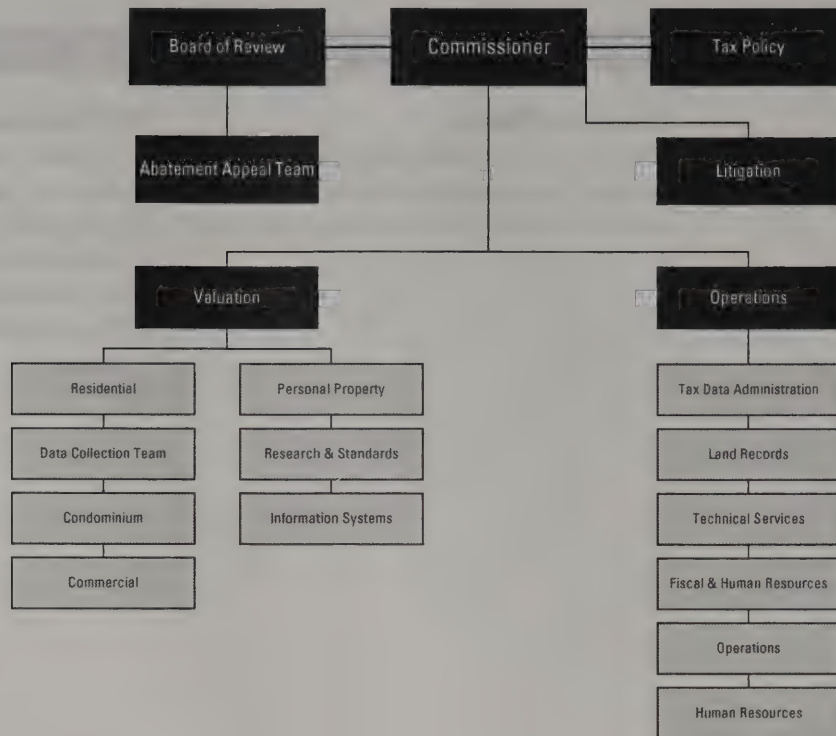 Board of Review
Commissioner
Tax Policy
Abatement Appeal Team
Litigation
Valuation
Operations
Residential
Personal Property
Tax Data Administration
Data Collection Team
Research & Standards
Land Records
Condominium
Information Systems
Technical Services
Commercial
Fiscal & Human Resources
Operations
Human Resources